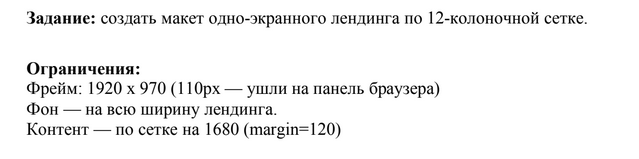 Задание: создать макет одно-экранного лендинга по 12-колоночной сетке.
Ограничения:
Фрейм: 1920 x 970 (110px — ушли на панель браузера)
Фон — на всю ширину лендинга.
Контент — по сетке на 1680 (margin=120)